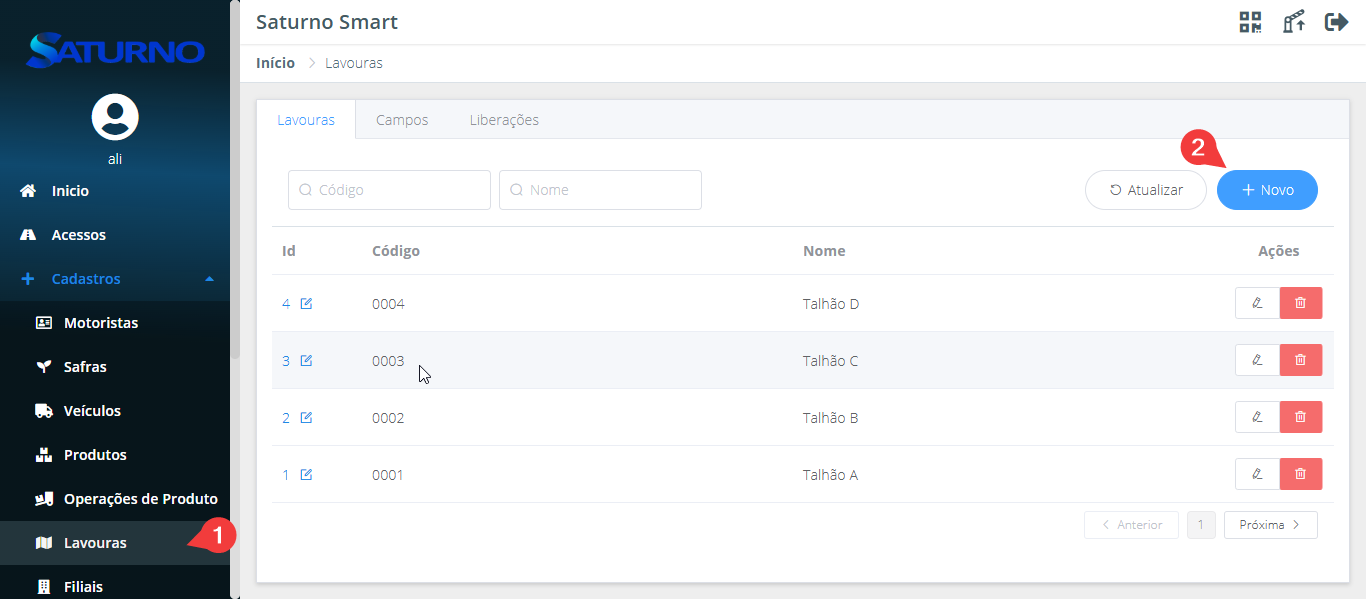 SATURNO
ali
Inicio
Acessos
Cadastros
Motoristas
Safras
Veículos
Produtos
Operações de Produto
Lavouras
1
Filiais
Saturno Smart
Início > Lavouras
Lavouras Campos Liberações
2
Código Nome Atualizar + Novo
Id Código Nome Ações
4 0004 Talhão D
3 0003 Talhão C
2 0002 Talhão B
1 0001 Talhão A
< Anterior 1 Próxima >